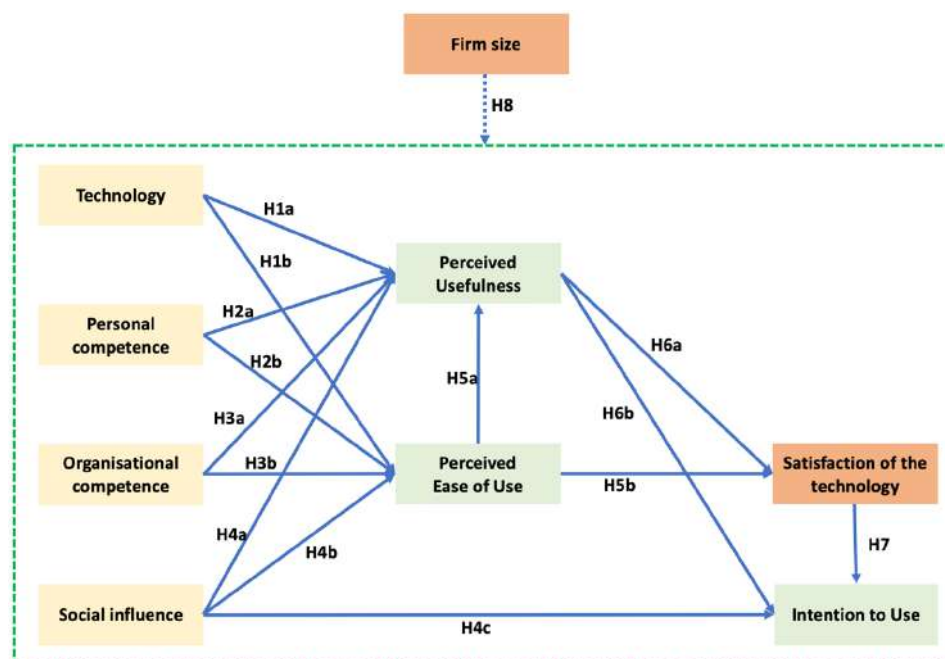 Firm size
H8
Technology
H1a
H1b
Perceived
Usefulness
Personal
competence
H2a
H2b
H6a
H5a
H6b
H3a
Organisational
competence
H3b
Perceived
Ease of Use
H5b
Satisfaction of the
technology
H4a
H4b
H7
Social influence
H4c
Intention to Use